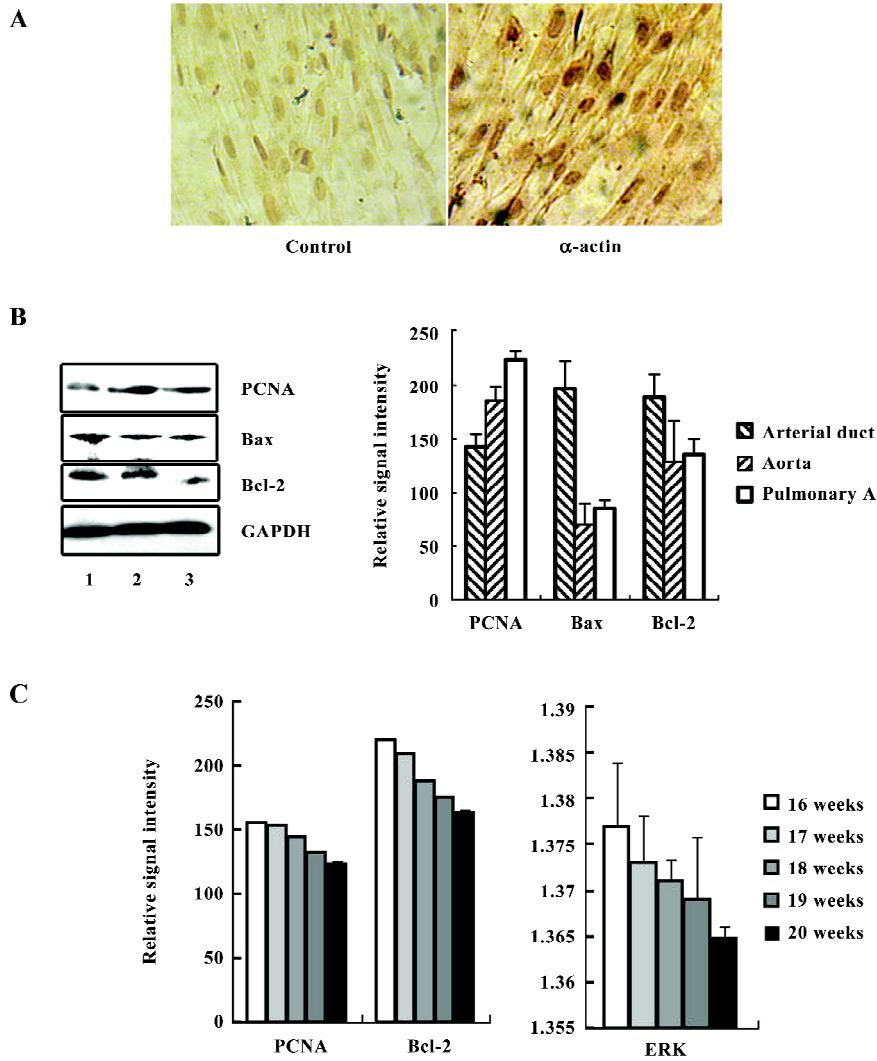 A
Control
α-actin
B
PCNA
Bax
Bcl-2
GAPDH
1 2 3
Relative signal intensity
250
200
150
100
50
0
PCNA Bax Bcl-2
Arterial duct
Aorta
Pulmonary A
C
Relative signal intensity
250
200
150
100
50
0
PCNA Bcl-2
1.39
1.385
1.38
1.375
1.37
1.365
1.36
1.355
ERK
16 weeks
17 weeks
18 weeks
19 weeks
20 weeks